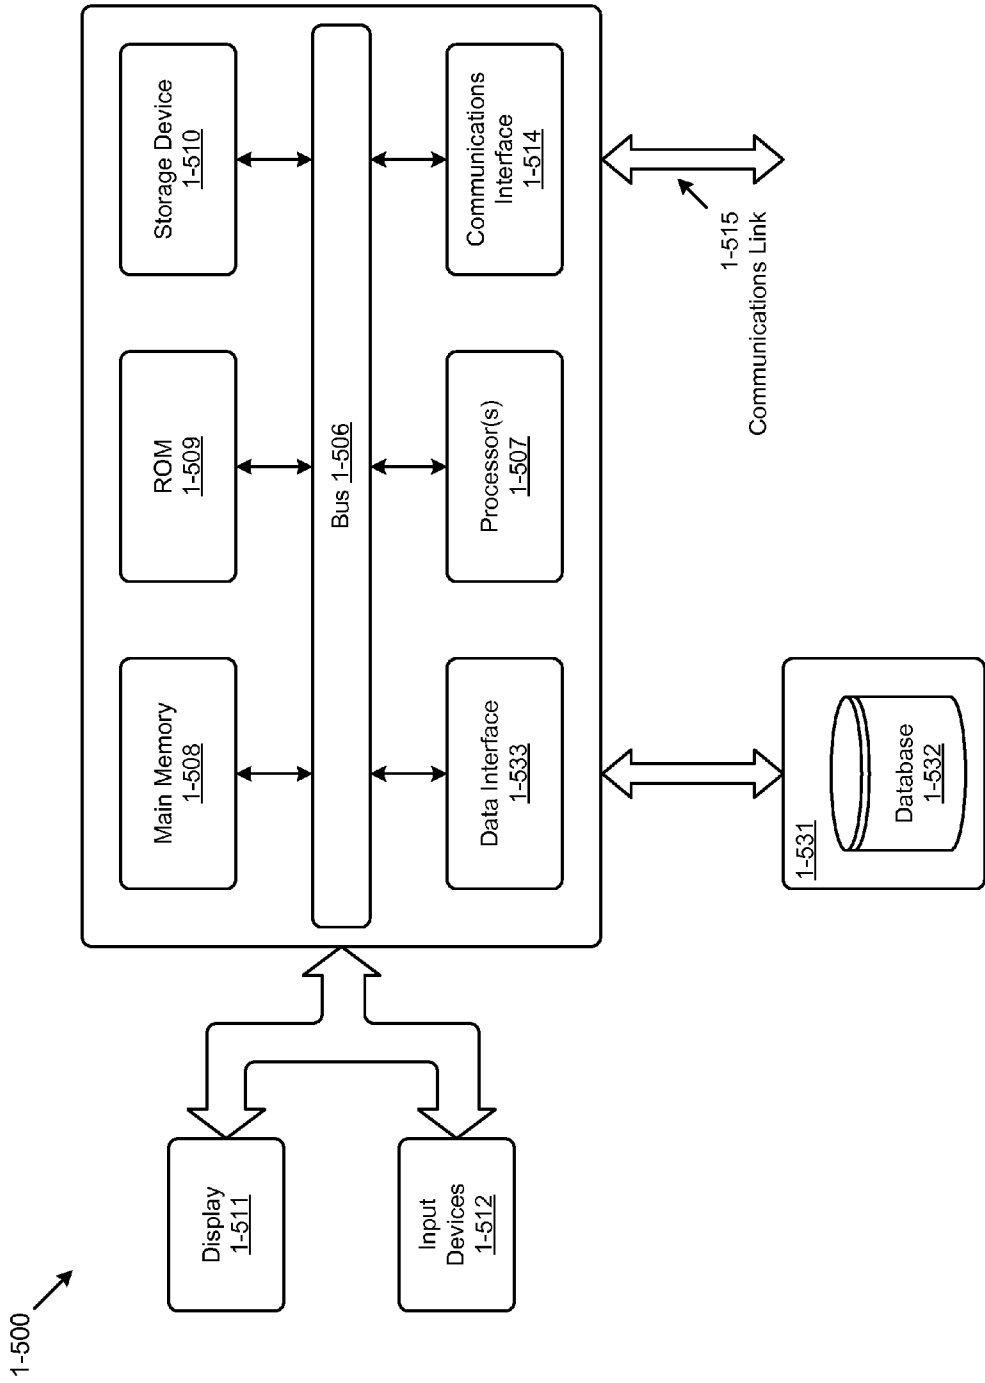 1-500
Display
1-511
Input
Devices
1-512
Main Memory
1-508
ROM
1-509
Storage Device
1-510
Bus 1-506
Data Interface
1-533
Processor(s)
1-507
Communications
Interface
1-514
1-531
Database
1-532
1-515
Communications Link